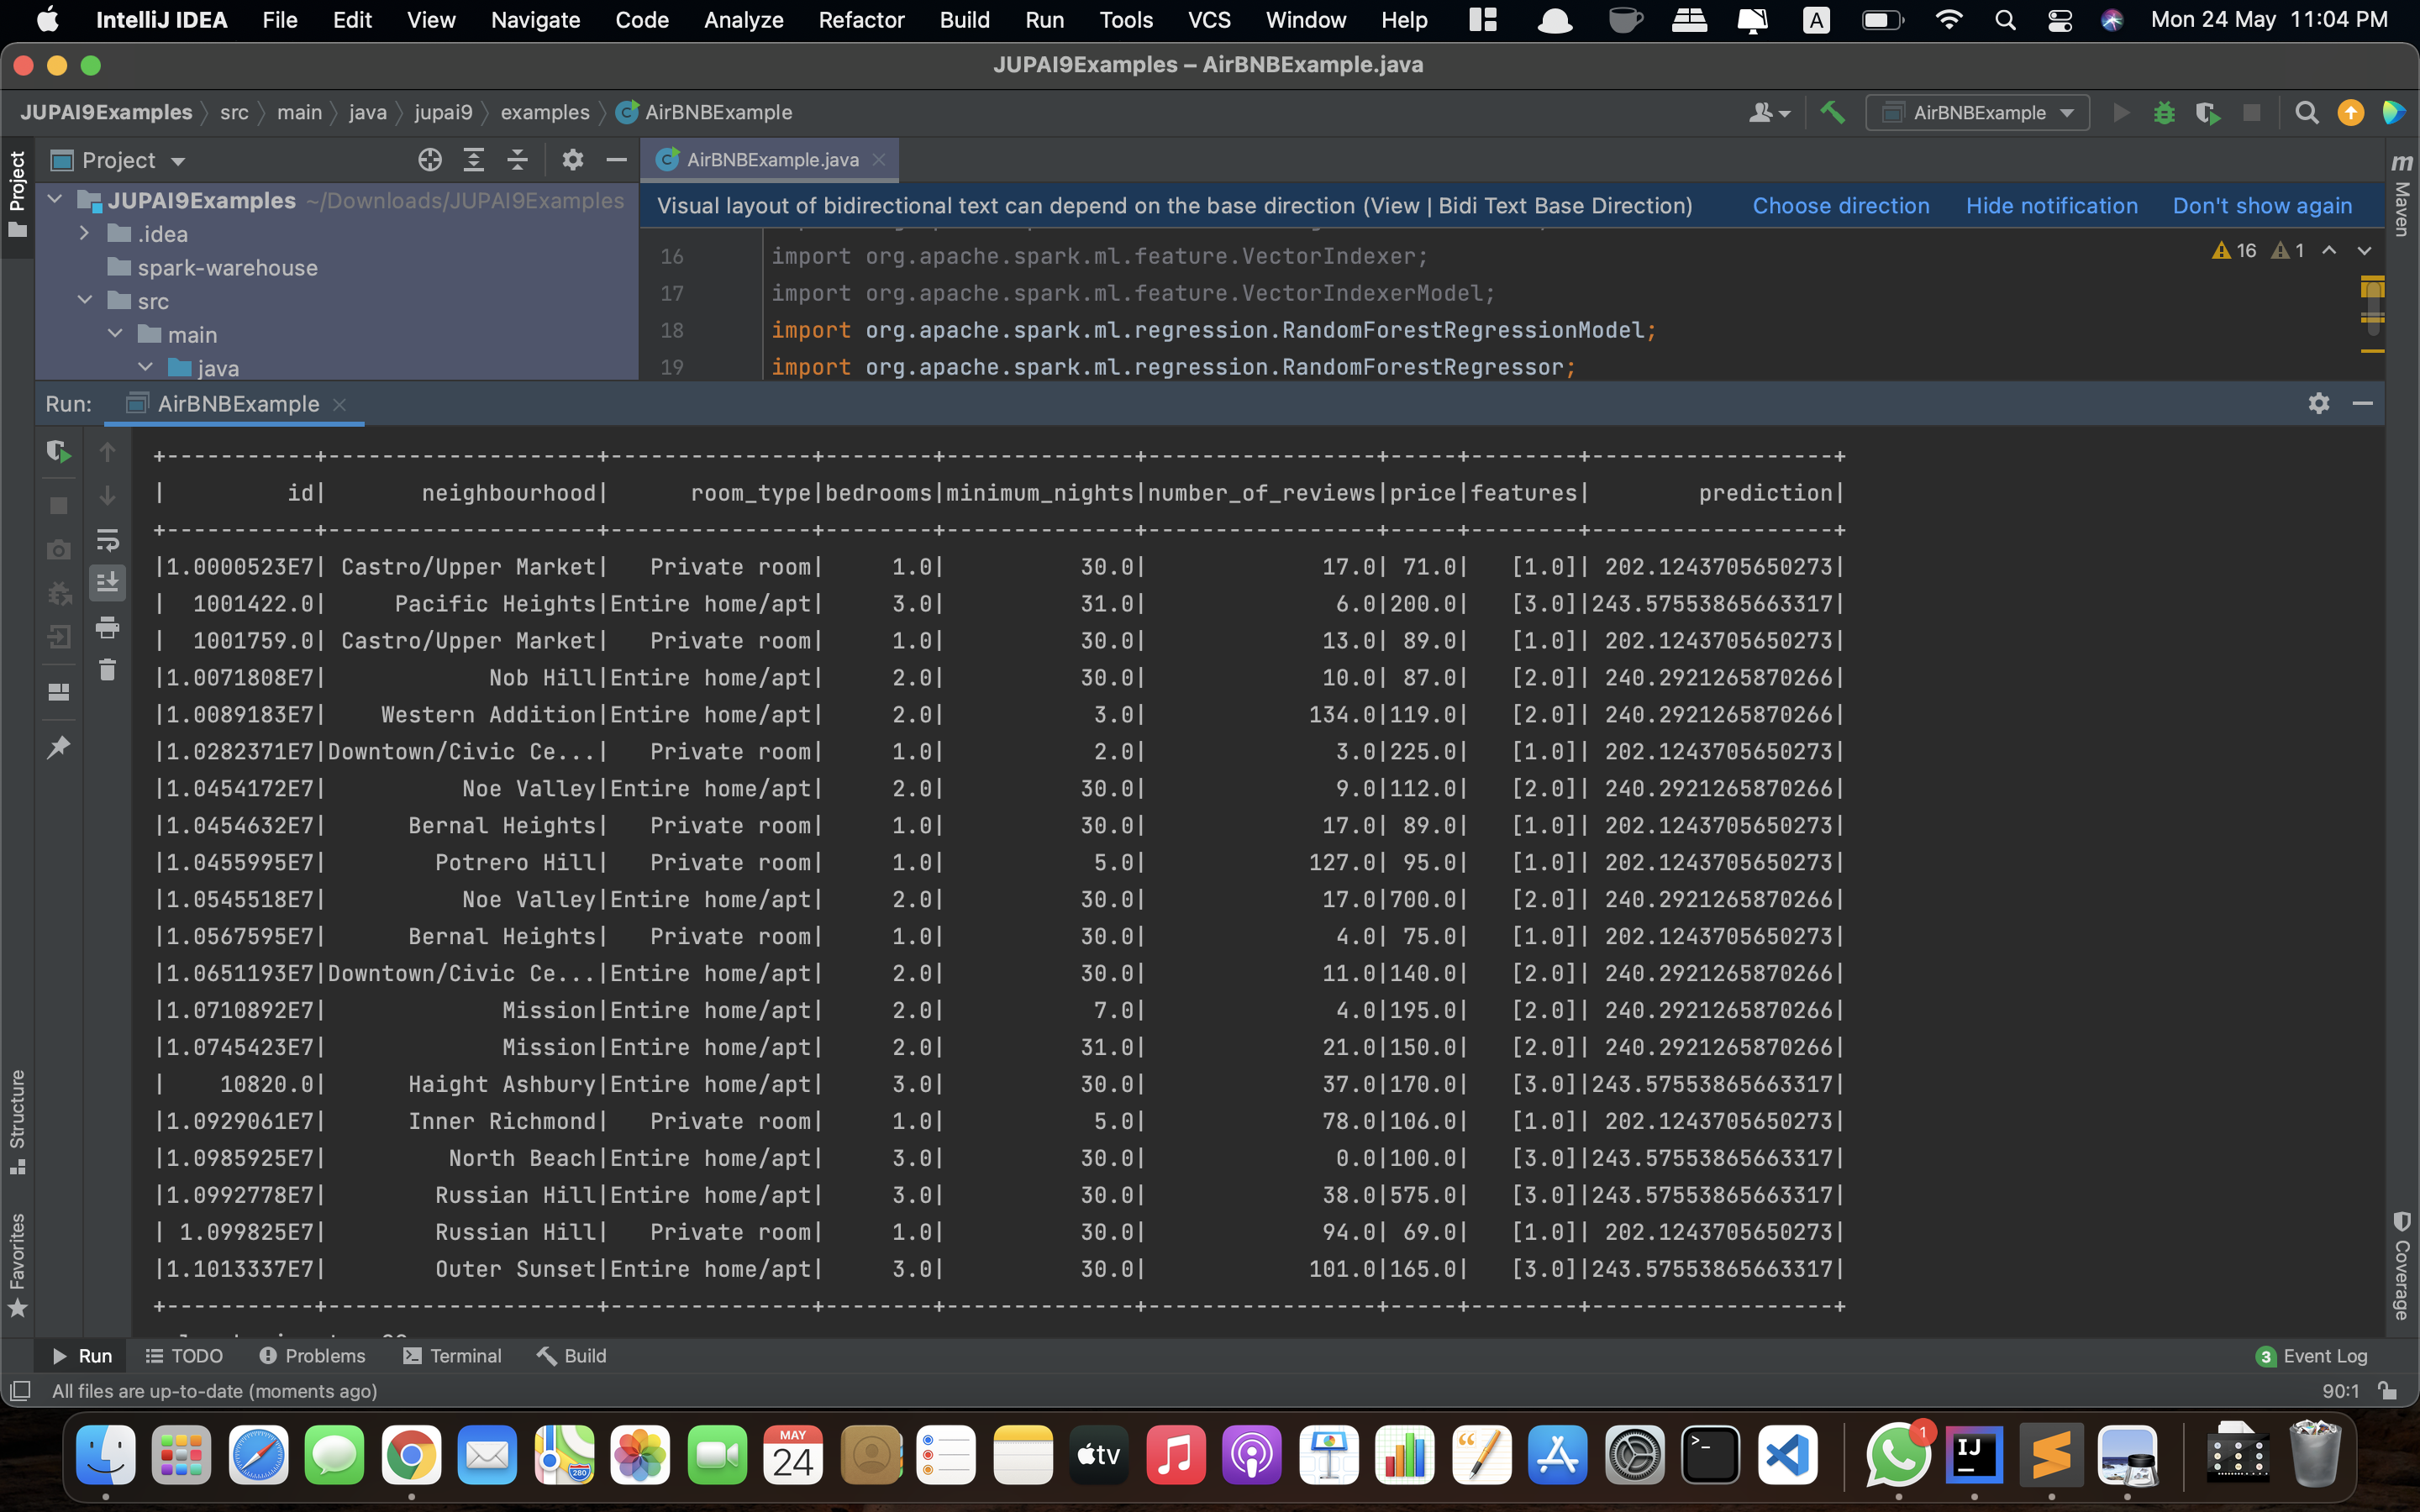 IntelliJ IDEA File Edit View Navigate Code Analyze Refactor Build Run Tools VCS Window Help A Mon 24 May 11:04 PM
JUPAI9Examples – AirBNBExample.java
JUPAI9Examples src main java jupai9 examples C AirBNBExample AirBNBExample
Project Project C AirBNBExample.java m Maven
JUPAI9Examples ~/Downloads/JUPAI9Examples
.idea
spark-warehouse
src
main
java
Visual layout of bidirectional text can depend on the base direction (View | Bidi Text Base Direction) Choose direction Hide notification Don't show again
16 import org.apache.spark.ml.feature.VectorIndexer; 16 1
17 import org.apache.spark.ml.feature.VectorIndexerModel;
18 import org.apache.spark.ml.regression.RandomForestRegressionModel;
19 import org.apache.spark.ml.regression.RandomForestRegressor;
Run: AirBNBExample
+-----------+--------------------+---------------+--------+--------------+-----------------+-----+--------+------------------+
|         id|       neighbourhood|      room_type|bedrooms|minimum_nights|number_of_reviews|price|features|        prediction|
+-----------+--------------------+---------------+--------+--------------+-----------------+-----+--------+------------------+
|1.0000523E7| Castro/Upper Market|   Private room|     1.0|          30.0|             17.0| 71.0|   [1.0]| 202.1243705650273|
|  1001422.0|     Pacific Heights|Entire home/apt|     3.0|          31.0|              6.0|200.0|   [3.0]|243.57553865663317|
|  1001759.0| Castro/Upper Market|   Private room|     1.0|          30.0|             13.0| 89.0|   [1.0]| 202.1243705650273|
|1.0071808E7|            Nob Hill|Entire home/apt|     2.0|          30.0|             10.0| 87.0|   [2.0]| 240.2921265870266|
|1.0089183E7|    Western Addition|Entire home/apt|     2.0|           3.0|            134.0|119.0|   [2.0]| 240.2921265870266|
|1.0282371E7|Downtown/Civic Ce...|   Private room|     1.0|           2.0|              3.0|225.0|   [1.0]| 202.1243705650273|
|1.0454172E7|          Noe Valley|Entire home/apt|     2.0|          30.0|              9.0|112.0|   [2.0]| 240.2921265870266|
|1.0454632E7|      Bernal Heights|   Private room|     1.0|          30.0|             17.0| 89.0|   [1.0]| 202.1243705650273|
|1.0455995E7|        Potrero Hill|   Private room|     1.0|           5.0|            127.0| 95.0|   [1.0]| 202.1243705650273|
|1.0545518E7|          Noe Valley|Entire home/apt|     2.0|          30.0|             17.0|700.0|   [2.0]| 240.2921265870266|
|1.0567595E7|      Bernal Heights|   Private room|     1.0|          30.0|              4.0| 75.0|   [1.0]| 202.1243705650273|
|1.0651193E7|Downtown/Civic Ce...|Entire home/apt|     2.0|          30.0|             11.0|140.0|   [2.0]| 240.2921265870266|
|1.0710892E7|             Mission|Entire home/apt|     2.0|           7.0|              4.0|195.0|   [2.0]| 240.2921265870266|
|1.0745423E7|             Mission|Entire home/apt|     2.0|          31.0|             21.0|150.0|   [2.0]| 240.2921265870266|
|    10820.0|      Haight Ashbury|Entire home/apt|     3.0|          30.0|             37.0|170.0|   [3.0]|243.57553865663317|
|1.0929061E7|      Inner Richmond|   Private room|     1.0|           5.0|             78.0|106.0|   [1.0]| 202.1243705650273|
|1.0985925E7|         North Beach|Entire home/apt|     3.0|          30.0|              0.0|100.0|   [3.0]|243.57553865663317|
|1.0992778E7|        Russian Hill|Entire home/apt|     3.0|          30.0|             38.0|575.0|   [3.0]|243.57553865663317|
| 1.099825E7|        Russian Hill|   Private room|     1.0|          30.0|             94.0| 69.0|   [1.0]| 202.1243705650273|
|1.1013337E7|        Outer Sunset|Entire home/apt|     3.0|          30.0|            101.0|165.0|   [3.0]|243.57553865663317|
+-----------+--------------------+---------------+--------+--------------+-----------------+-----+--------+------------------+
Structure
Favorites
Coverage
Run TODO Problems Terminal Build 3 Event Log
All files are up-to-date (moments ago) 90:1
280 MAY 24 tv >_ 1 IJ